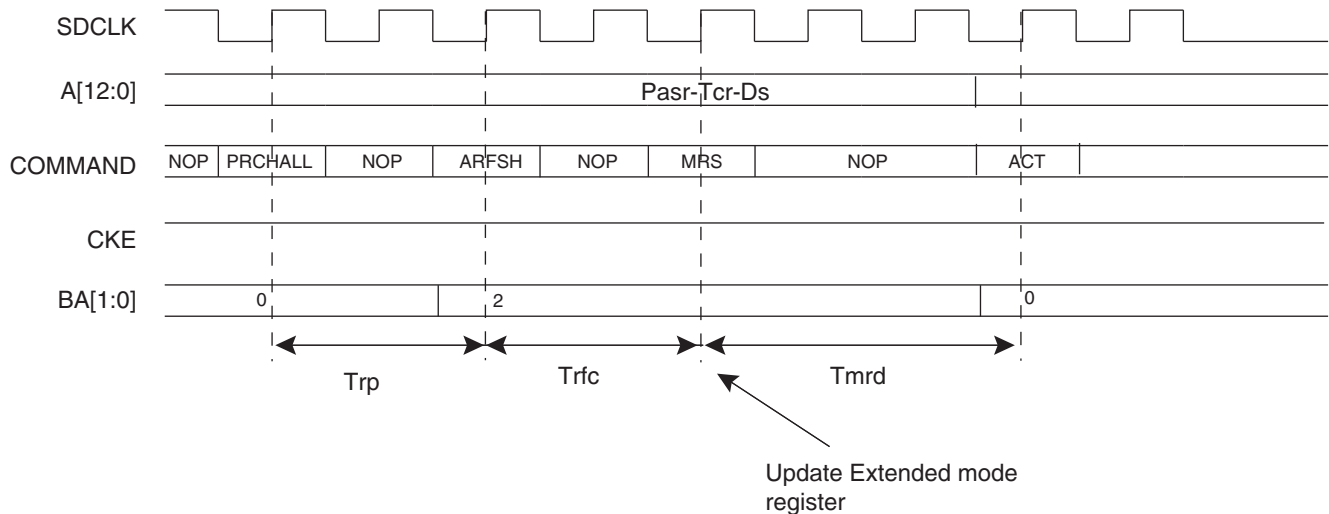 SDCLK
A[12:0]
Pasr-Tcr-Ds
COMMAND
NOP PRCHALL NOP ARFSH NOP MRS NOP ACT
CKE
BA[1:0]
0 2 0
Trp Trfc Tmrd
Update Extended mode
register